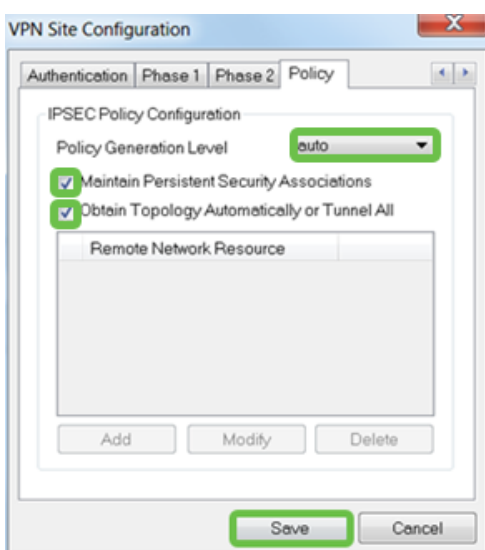 VPN Site Configuration
Authentication Phase 1 Phase 2 Policy
IPSEC Policy Configuration
Policy Generation Level auto
Maintain Persistent Security Associations
Obtain Topology Automatically or Tunnel All
Remote Network Resource
Add Modify Delete
Save Cancel